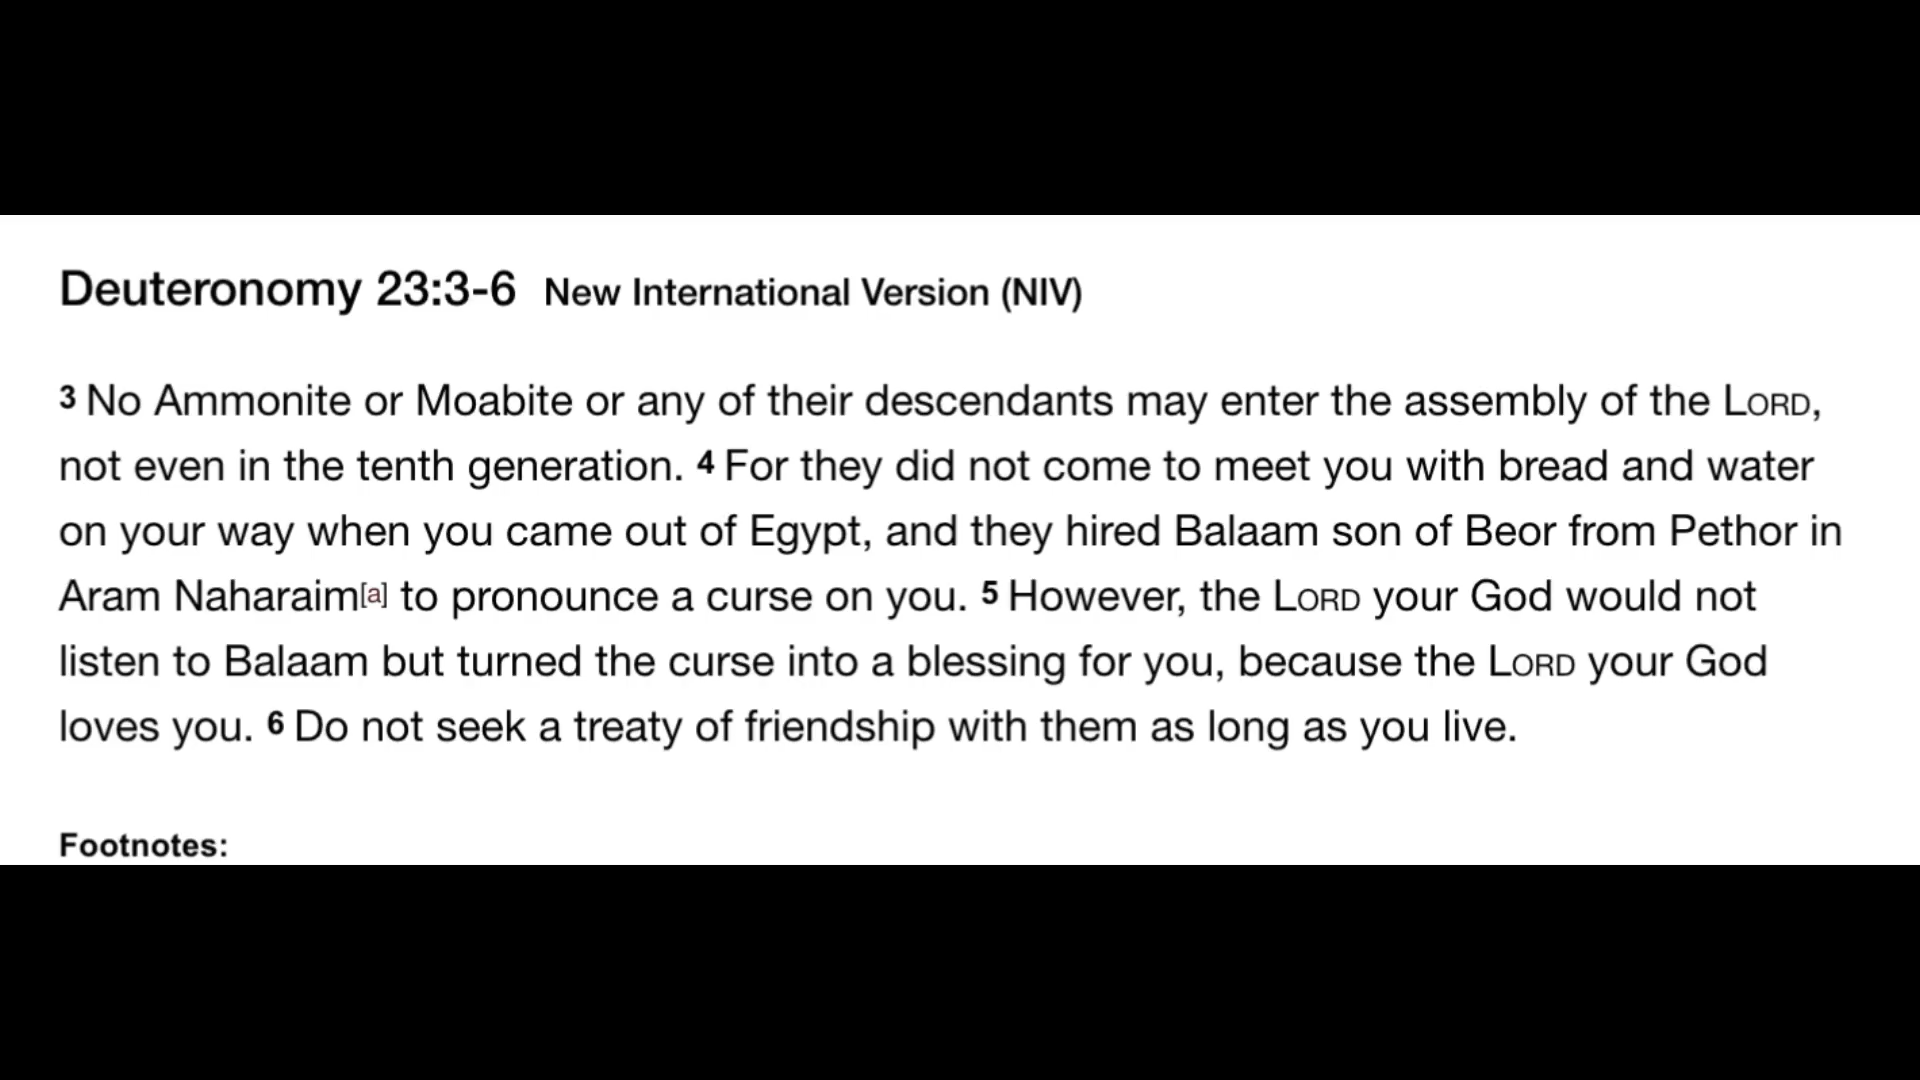 Deuteronomy 23:3-6 New International Version (NIV)
3 No Ammonite or Moabite or any of their descendants may enter the assembly of the LORD,
not even in the tenth generation. 4 For they did not come to meet you with bread and water
on your way when you came out of Egypt, and they hired Balaam son of Beor from Pethor in
Aram Naharaim[a] to pronounce a curse on you. 5 However, the LORD your God would not
listen to Balaam but turned the curse into a blessing for you, because the LORD your God
loves you. 6 Do not seek a treaty of friendship with them as long as you live.
Footnotes: